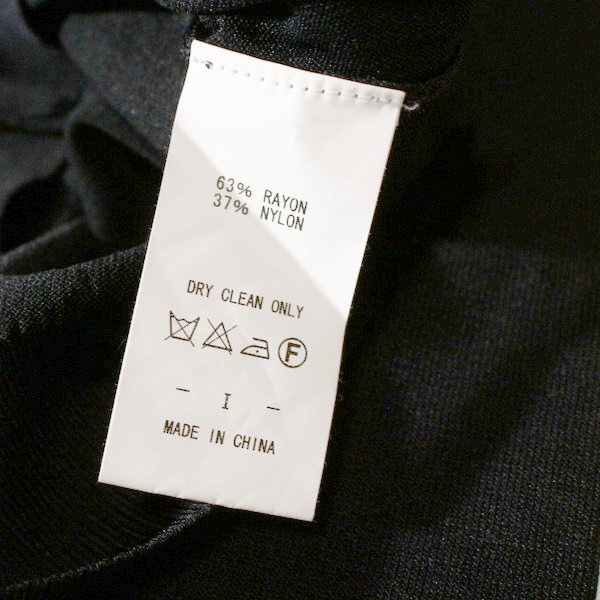 63% RAYON
37% NYLON
DRY CLEAN ONLY
F
- I -
MADE IN CHINA